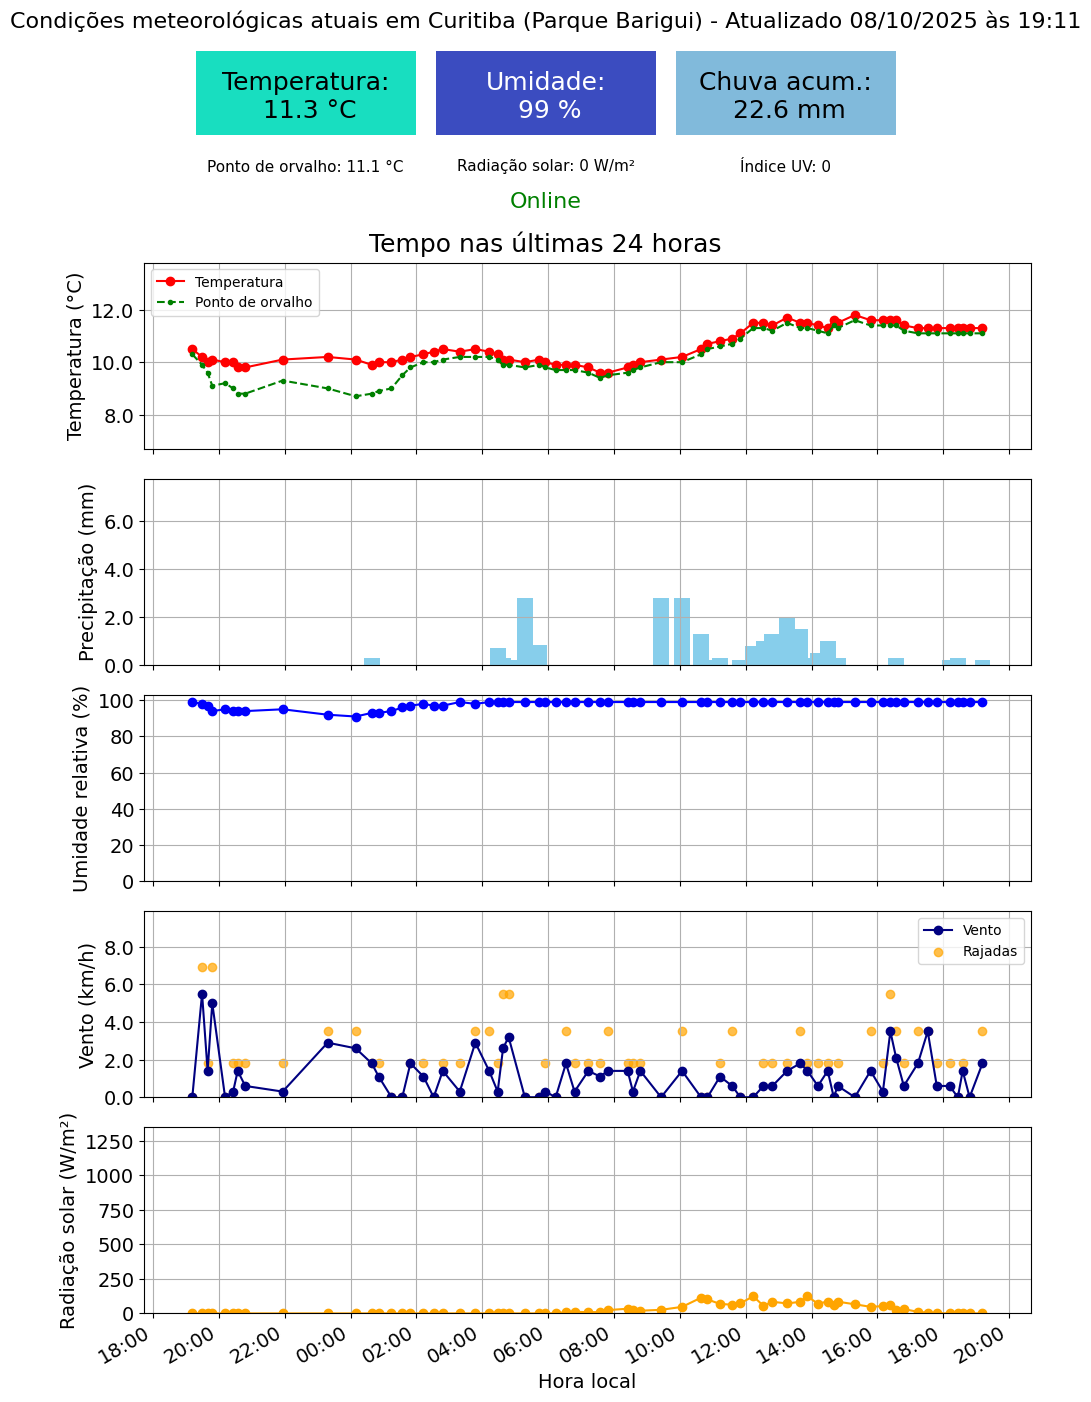 Condições meteorológicas atuais em Curitiba (Parque Barigui) - Atualizado 08/10/2025 às 19:11
Temperatura:
11.3 °C
Umidade:
99 %
Chuva acum.:
22.6 mm
Ponto de orvalho: 11.1 °C
Radiação solar: 0 W/m²
Índice UV: 0
Online
Tempo nas últimas 24 horas
Temperatura (°C)
12.0
10.0
8.0
Temperatura
Ponto de orvalho
Precipitação (mm)
6.0
4.0
2.0
0.0
Umidade relativa (%)
100
80
60
40
20
0
Vento (km/h)
8.0
6.0
4.0
2.0
0.0
Vento
Rajadas
Radiação solar (W/m²)
1250
1000
750
500
250
0
18:00
20:00
22:00
00:00
02:00
04:00
06:00
08:00
10:00
12:00
14:00
16:00
18:00
20:00
Hora local